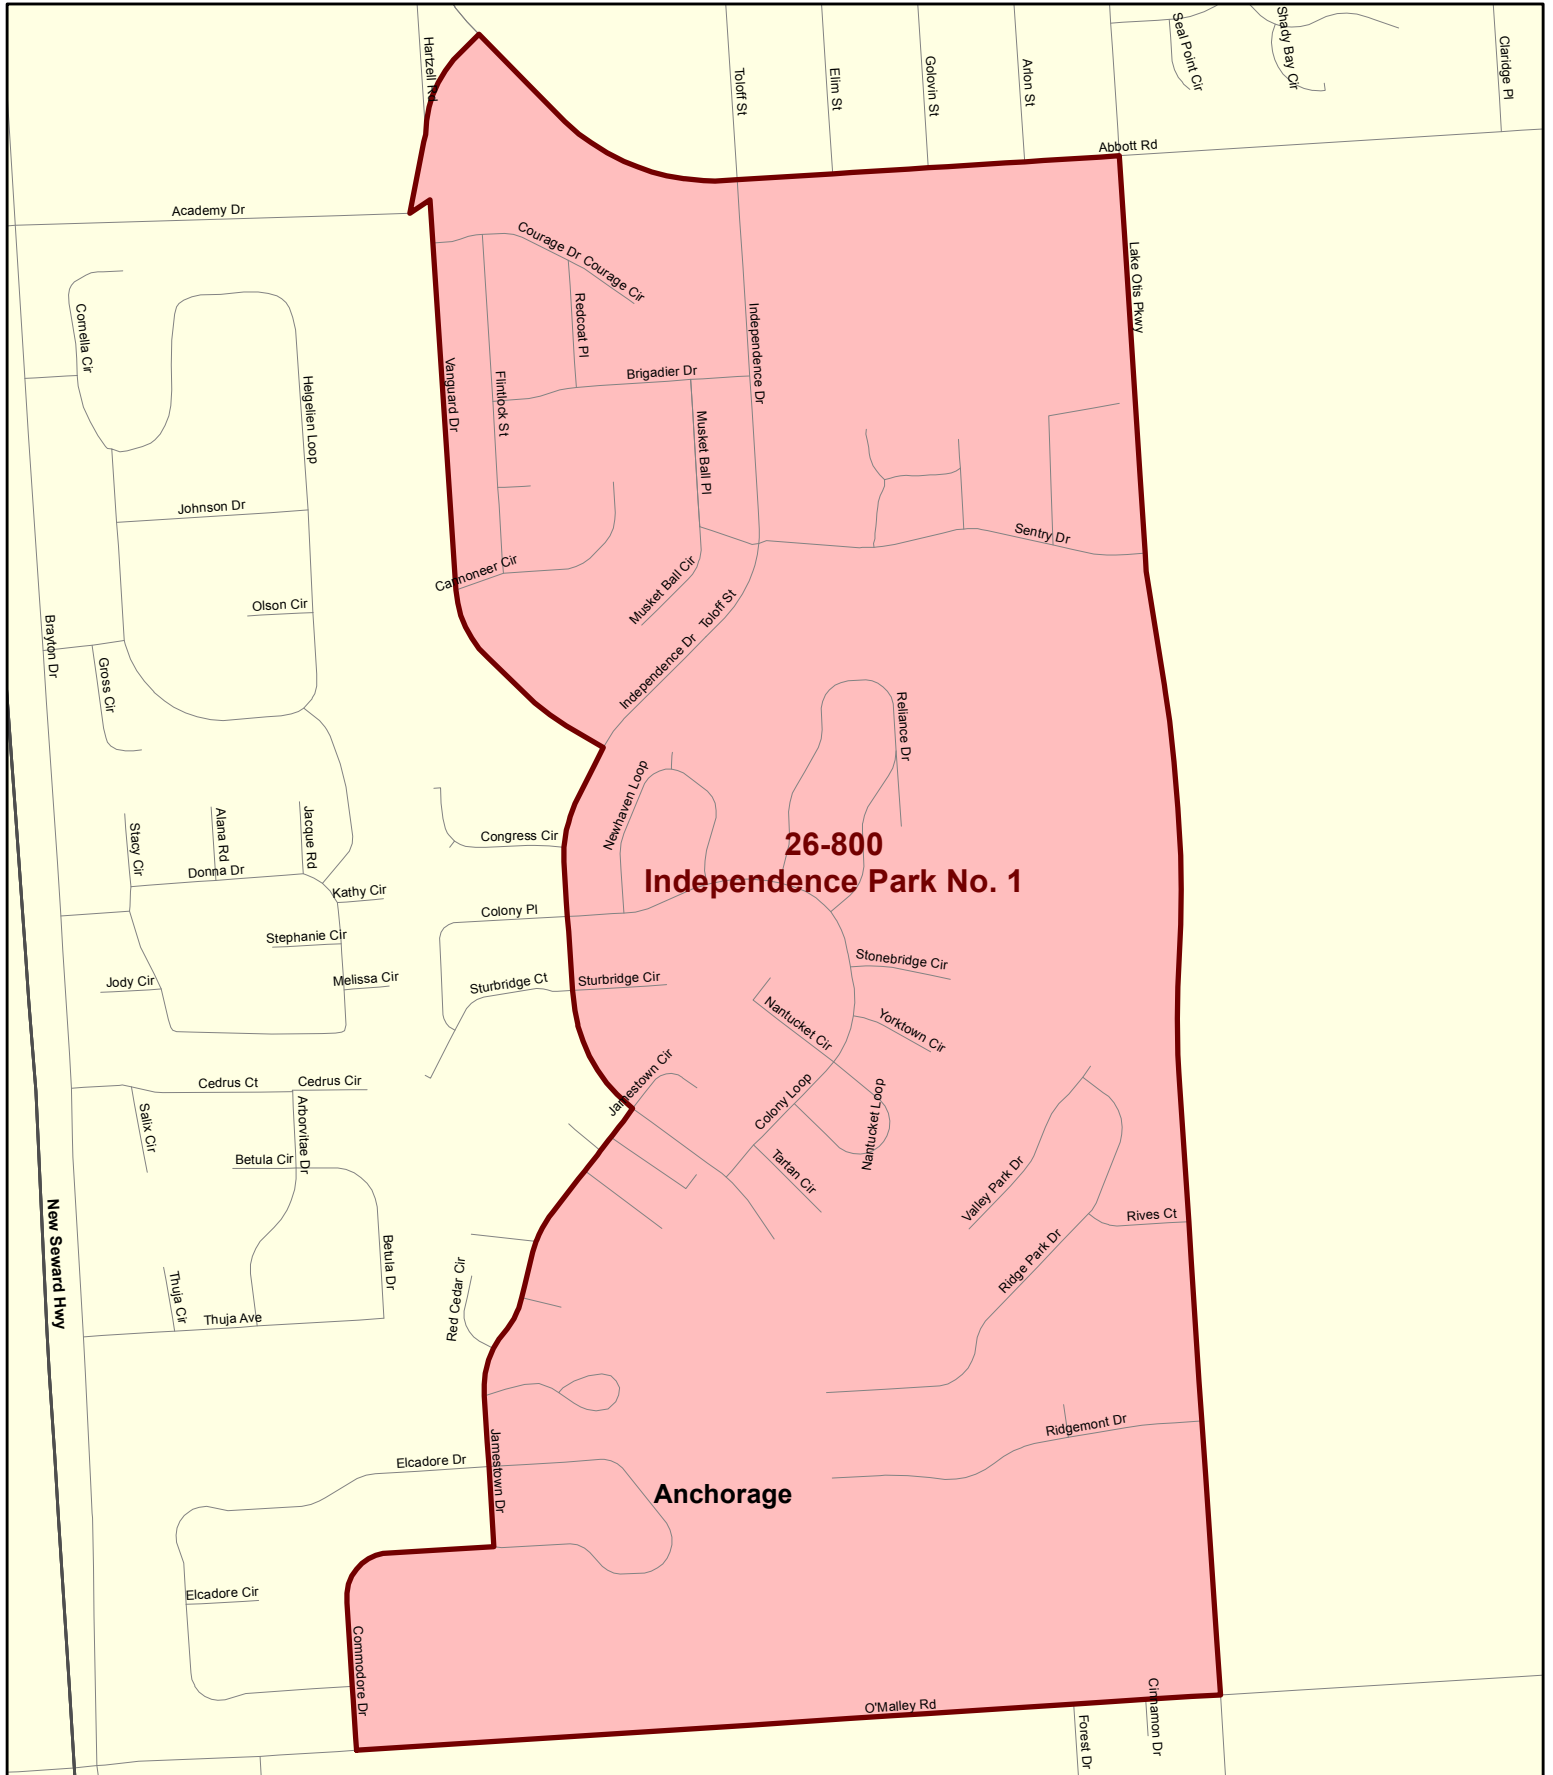 Hartzell Rd
Toloff St
Elim St
Golovin St
Arlon St
Seal Point Cir
Shady Bay Cir
Claridge Pl
Abbott Rd
Academy Dr
Courage Dr
Courage Cir
Lake Otis Pkwy
Cornella Cir
Redcoat Pl
Independence Dr
Helgelien Loop
Vanguard Dr
Flintlock St
Brigadier Dr
Musket Ball Pl
Johnson Dr
Sentry Dr
Cannoneer Cir
Musket Ball Cir
Olson Cir
Toloff St
Independence Dr
Brayton Dr
Gross Cir
Reliance Dr
Newhaven Loop
Stacy Cir
Alana Rd
Jacque Rd
Congress Cir
26-800
Independence Park No. 1
Donna Dr
Kathy Cir
Colony Pl
Stephanie Cir
Stonebridge Cir
Jody Cir
Melissa Cir
Sturbridge Ct
Sturbridge Cir
Nantucket Cir
Yorktown Cir
Cedrus Ct
Cedrus Cir
Jamestown Cir
Colony Loop
Nantucket Loop
Salix Cir
Arborvitae Dr
Betula Cir
Tartan Cir
Valley Park Dr
Rives Ct
New Seward Hwy
Betula Dr
Ridge Park Dr
Red Cedar Cir
Thuja Cir
Thuja Ave
Ridgemont Dr
Jamestown Dr
Elcadore Dr
Anchorage
Elcadore Cir
Commodore Dr
O'Malley Rd
Cinnamon Dr
Forest Dr